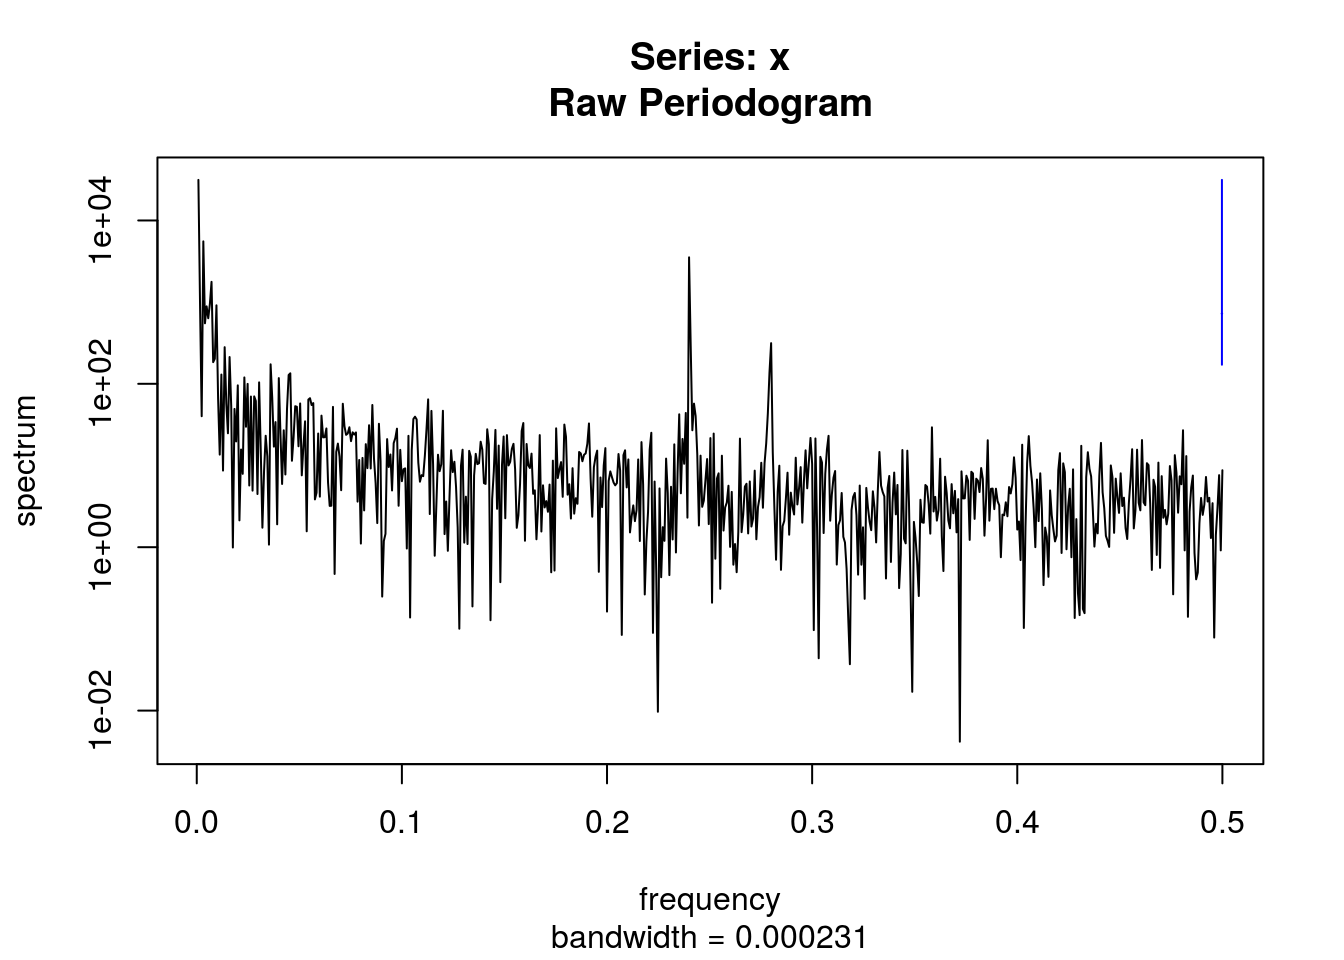 Series: x
Raw Periodogram
spectrum
1e+04
1e+02
1e+00
1e-02
0.0 0.1 0.2 0.3 0.4 0.5
frequency
bandwidth = 0.000231